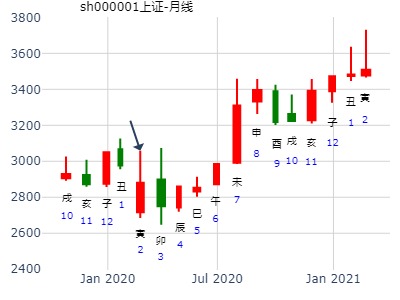 sh000001上证-月线
3800
3600
3400
3200
3000
2800
2600
2400
戌
10
亥
11
子
12
丑
1
寅
2
卯
3
辰
4
巳
5
午
6
未
7
申
8
酉
9
戌
10
亥
11
子
12
丑
1
寅
2
Jan 2020
Jul 2020
Jan 2021